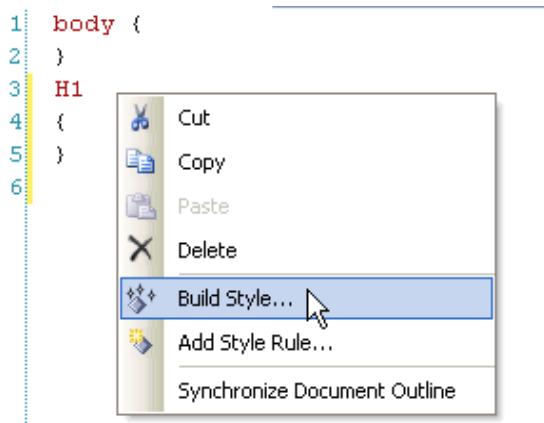 1 body {
2 }
3 H1
4 {
5 }
6
Cut
Copy
Paste
Delete
Build Style...
Add Style Rule...
Synchronize Document Outline